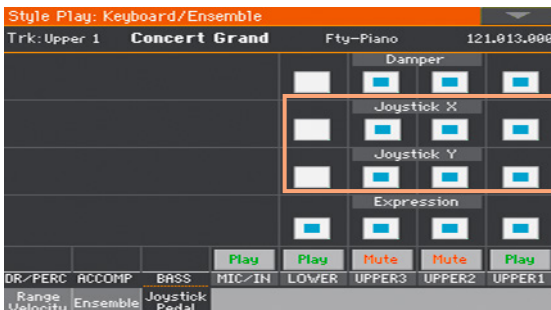 Style Play: Keyboard/Ensemble
Trk:Upper 1 Concert Grand Fty-Piano 121.013.000
Damper
Joystick X
Joystick Y
Expression
Play Play Mute Mute Play
DR/PERC ACCOMP BASS MIC/IN LOWER UPPER3 UPPER2 UPPER1
Range Velocity Ensemble Joystick Pedal